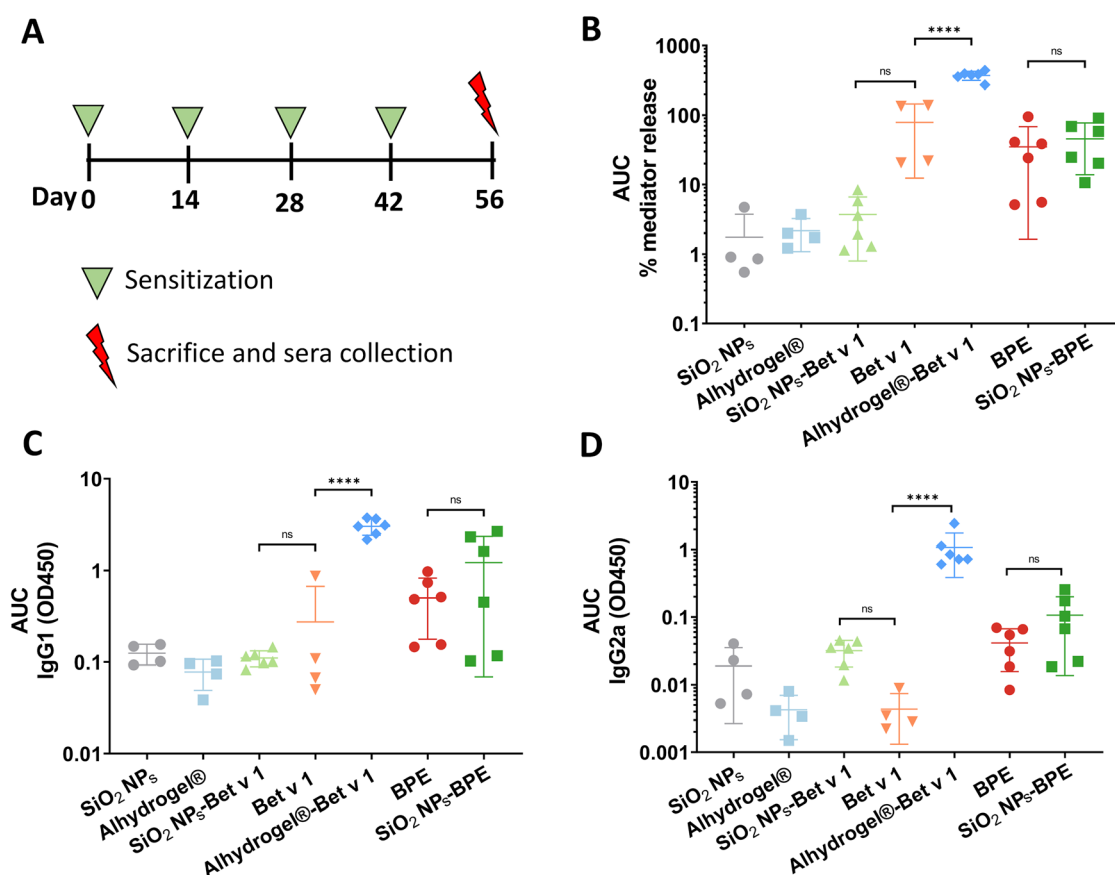 A
Day 0 14 28 42 56
Sensitization
Sacrifice and sera collection
B
AUC
% mediator release
1000
100
10
1
0.1
ns
****
ns
SiO₂ NPₛ
Alhydrogel®
SiO₂ NPₛ-Bet v 1
Bet v 1
Alhydrogel®-Bet v 1
BPE
SiO₂ NPₛ-BPE
C
AUC
IgG1 (OD450)
10
1
0.1
0.01
ns
****
ns
SiO₂ NPₛ
Alhydrogel®
SiO₂ NPₛ-Bet v 1
Bet v 1
Alhydrogel®-Bet v 1
BPE
SiO₂ NPₛ-BPE
D
AUC
IgG2a (OD450)
10
1
0.1
0.01
0.001
ns
****
ns
SiO₂ NPₛ
Alhydrogel®
SiO₂ NPₛ-Bet v 1
Bet v 1
Alhydrogel®-Bet v 1
BPE
SiO₂ NPₛ-BPE